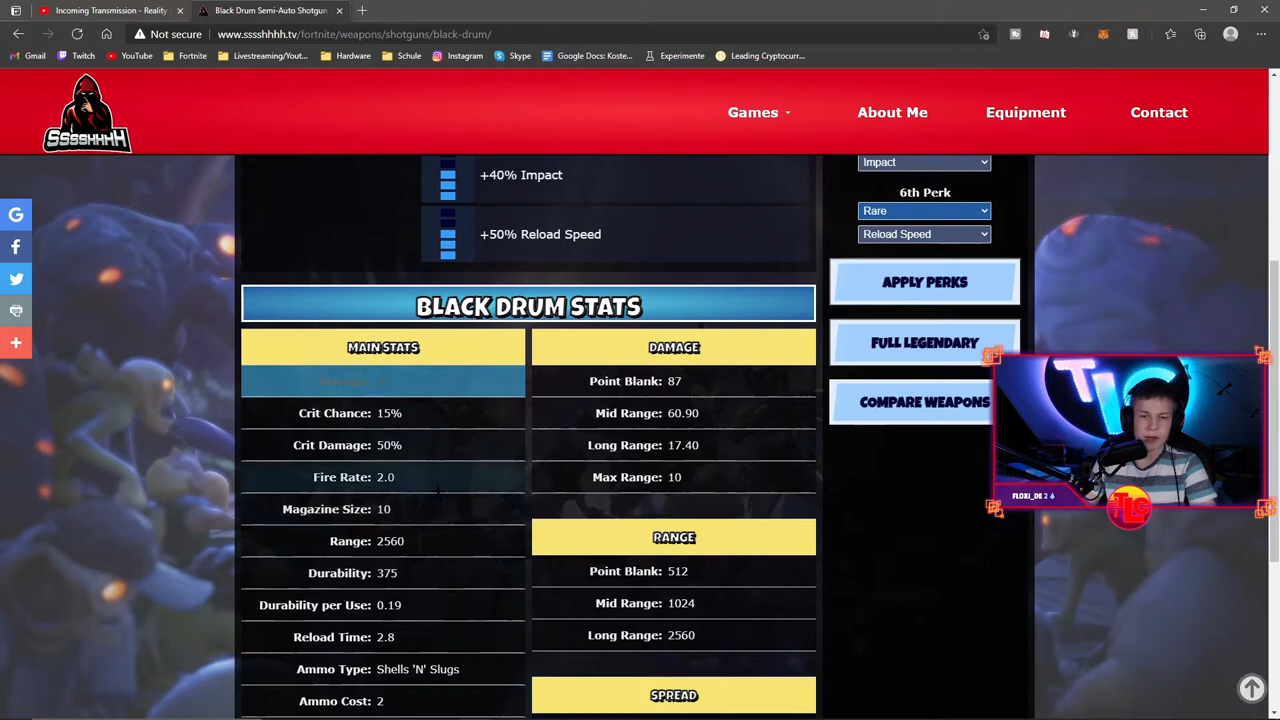 Incoming Transmission - Reality
Black Drum Semi-Auto Shotgun
Not secure
www.sssshhhh.tv/fortnite/weapons/shotguns/black-drum/
Gmail
Twitch
YouTube
Fortnite
Livestreaming/Yout...
Hardware
Schule
Instagram
Skype
Google Docs: Koste...
Experimente
Leading Cryptocurr...
SSSSHHHH
Games
About Me
Equipment
Contact
+40% Impact
+50% Reload Speed
Impact
6th Perk
Rare
Reload Speed
APPLY PERKS
FULL LEGENDARY
COMPARE WEAPONS
BLACK DRUM STATS
MAIN STATS
Crit Chance: 15%
Crit Damage: 50%
Fire Rate: 2.0
Magazine Size: 10
Range: 2560
Durability: 375
Durability per Use: 0.19
Reload Time: 2.8
Ammo Type: Shells 'N' Slugs
Ammo Cost: 2
DAMAGE
Point Blank: 87
Mid Range: 60.90
Long Range: 17.40
Max Range: 10
RANGE
Point Blank: 512
Mid Range: 1024
Long Range: 2560
SPREAD
TLC
FLOXI_DE 2
TLC